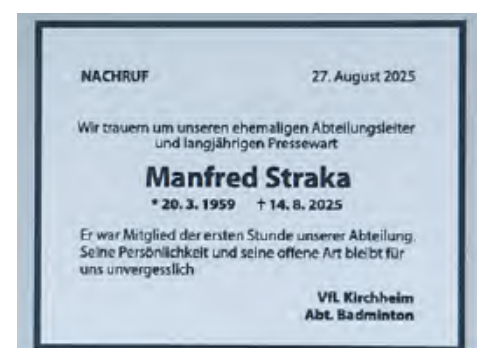 NACHRUF 27. August 2025
Wir trauern um unseren ehemaligen Abteilungsleiter
und langjährigen Pressewart
Manfred Straka
* 20. 3. 1959 † 14. 8. 2025
Er war Mitglied der ersten Stunde unserer Abteilung.
Seine Persönlichkeit und seine offene Art bleibt für
uns unvergesslich
VfL Kirchheim
Abt. Badminton